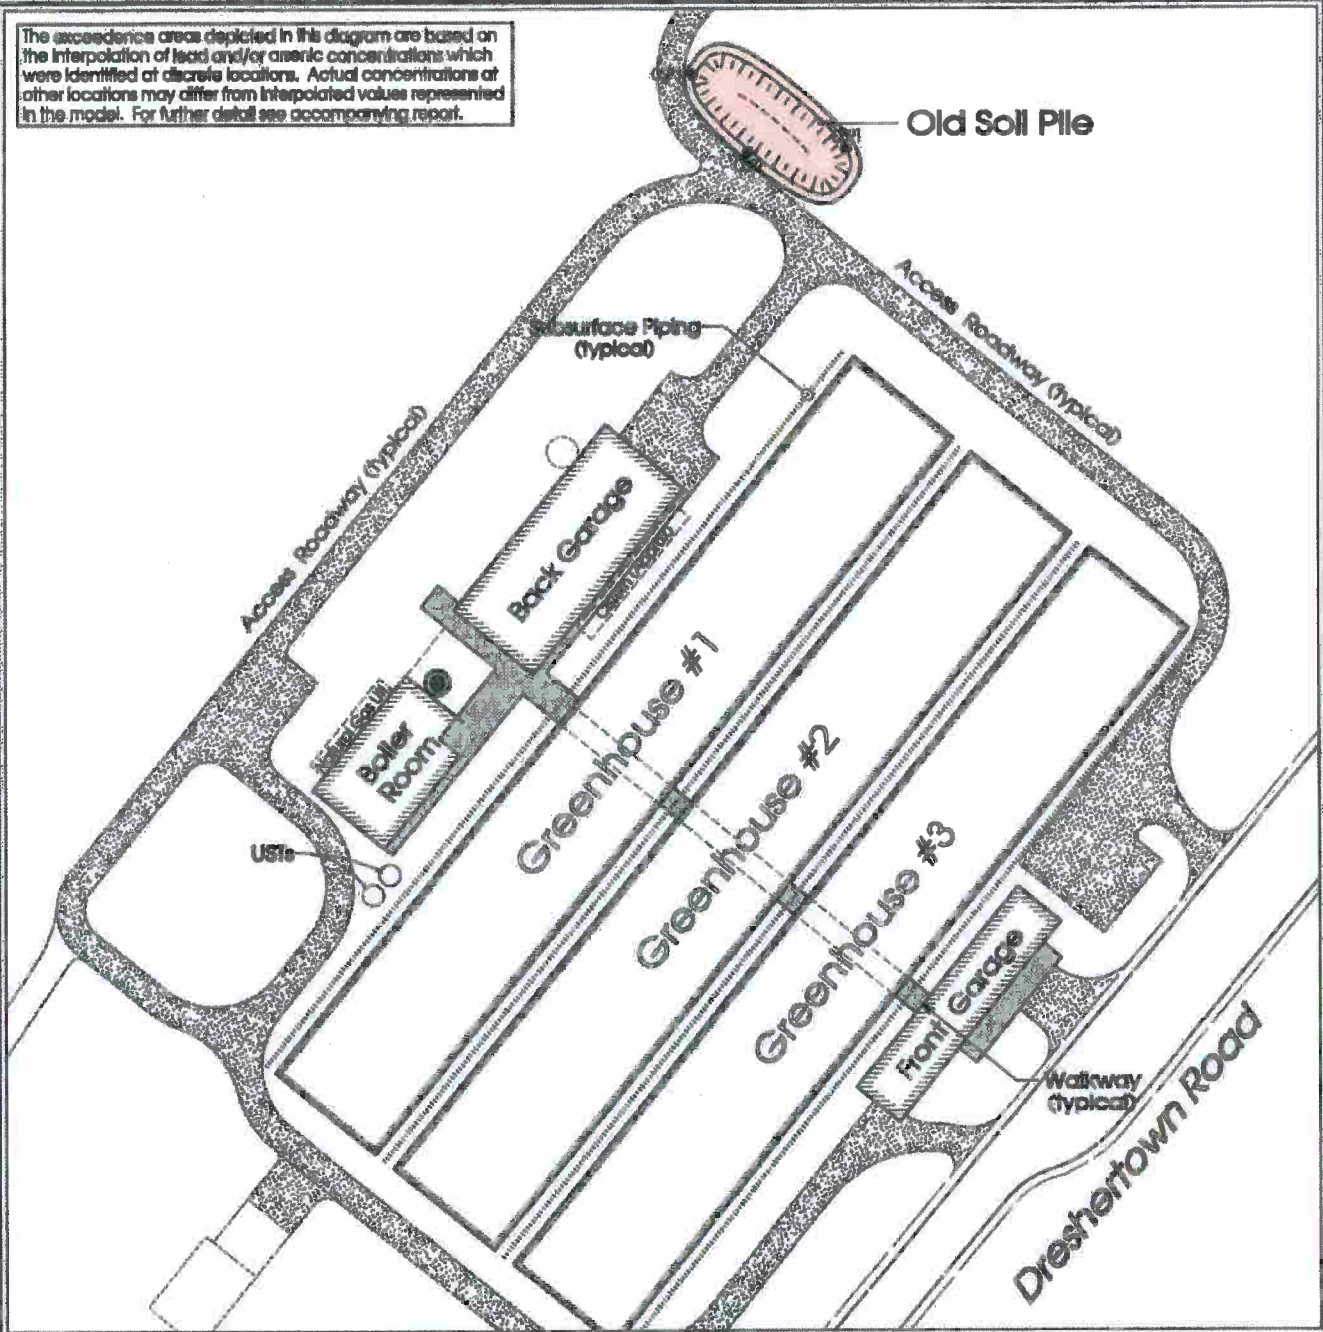 The exceedence areas depicted in this diagram are based on
the interpolation of lead and/or arsenic concentrations which
were identified at discrete locations. Actual concentrations at
other locations may differ from interpolated values represented
in the model. For further detail see accompanying report.
Old Soil Pile
Access Roadway (typical)
Subsurface Piping
(typical)
Access Roadway (typical)
Back Garage
Boiler
Room
USTs
Greenhouse #1
Greenhouse #2
Greenhouse #3
Front Garage
Walkway
(typical)
Dreshertown Road